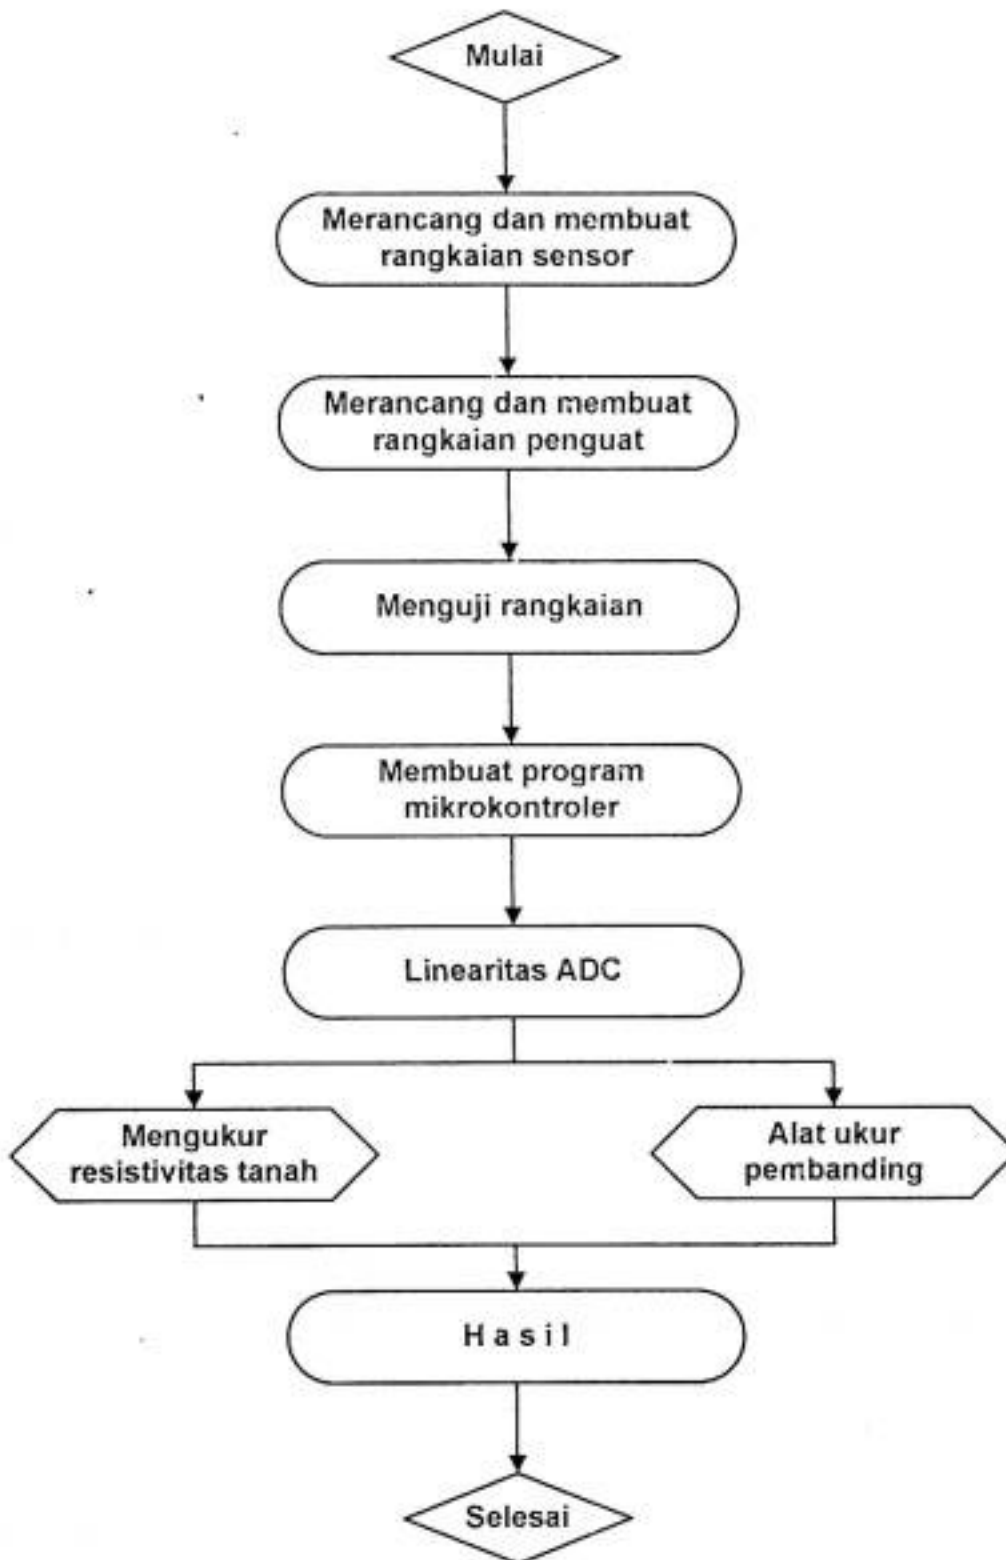 Mulai
Merancang dan membuat
rangkaian sensor
Merancang dan membuat
rangkaian penguat
Menguji rangkaian
Membuat program
mikrokontroler
Linearitas ADC
Mengukur
resistivitas tanah
Alat ukur
pembanding
H a s i l
Selesai